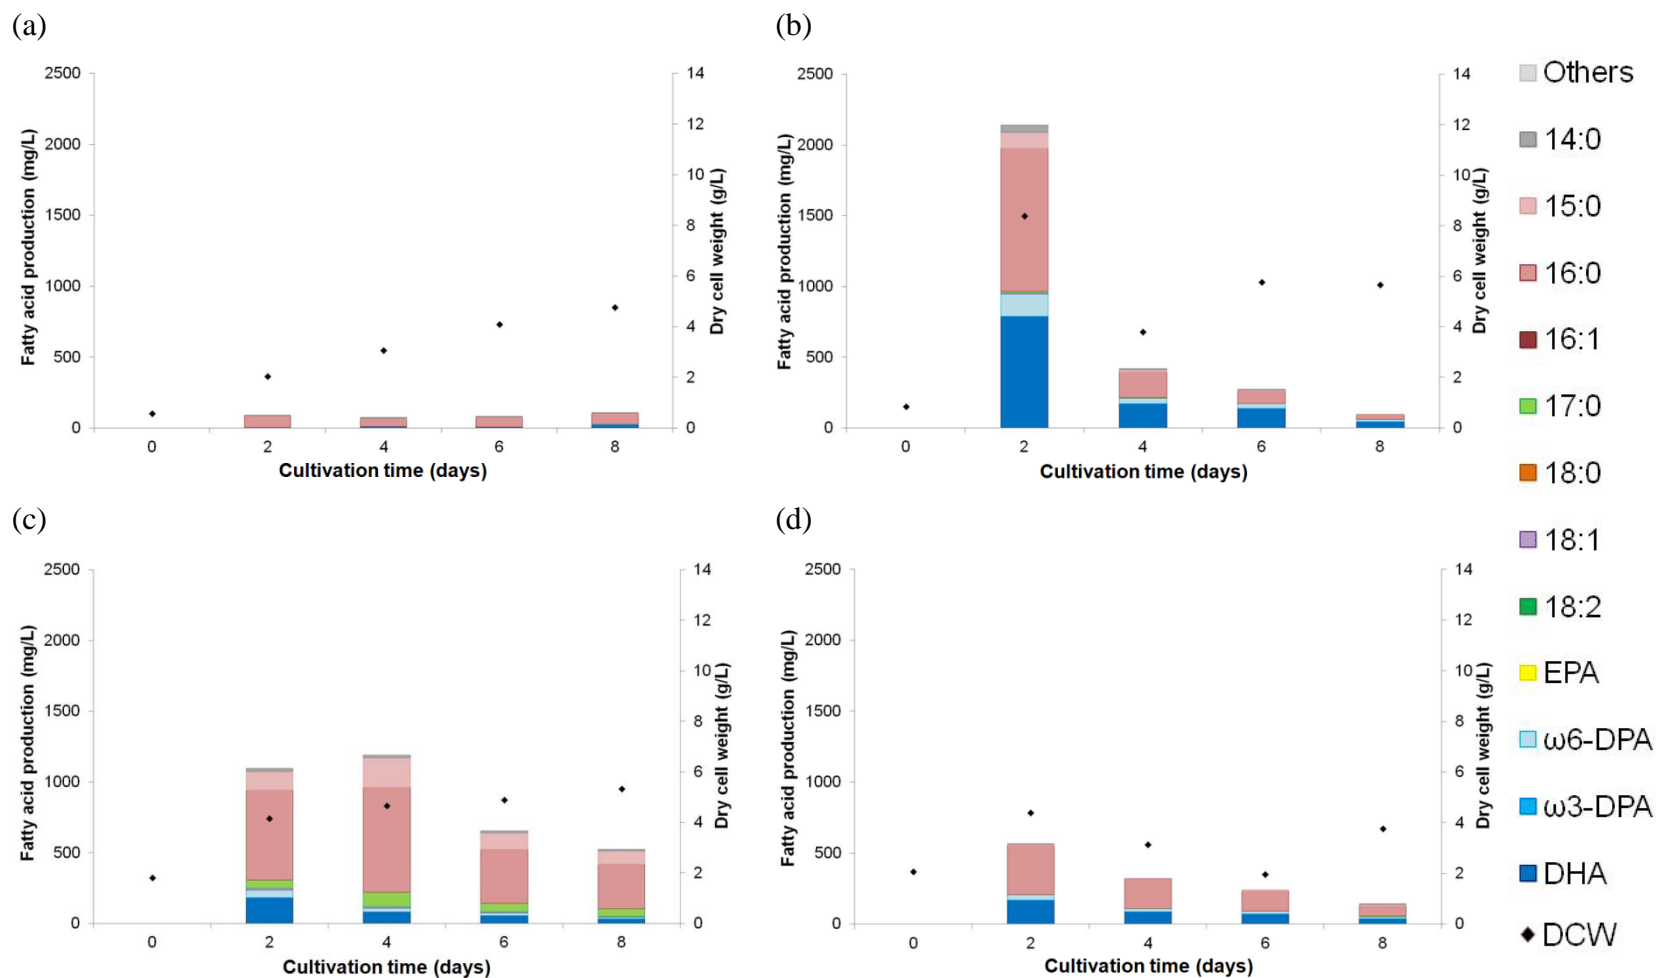 (a)
2500
2000
1500
1000
500
0
Fatty acid production (mg/L)
14
12
10
8
6
4
2
0
Dry cell weight (g/L)
0 2 4 6 8
Cultivation time (days)
(b)
2500
2000
1500
1000
500
0
Fatty acid production (mg/L)
14
12
10
8
6
4
2
0
Dry cell weight (g/L)
0 2 4 6 8
Cultivation time (days)
(c)
2500
2000
1500
1000
500
0
Fatty acid production (mg/L)
14
12
10
8
6
4
2
0
Dry cell weight (g/L)
0 2 4 6 8
Cultivation time (days)
(d)
2500
2000
1500
1000
500
0
Fatty acid production (mg/L)
14
12
10
8
6
4
2
0
Dry cell weight (g/L)
0 2 4 6 8
Cultivation time (days)
Others
14:0
15:0
16:0
16:1
17:0
18:0
18:1
18:2
EPA
ω6-DPA
ω3-DPA
DHA
DCW